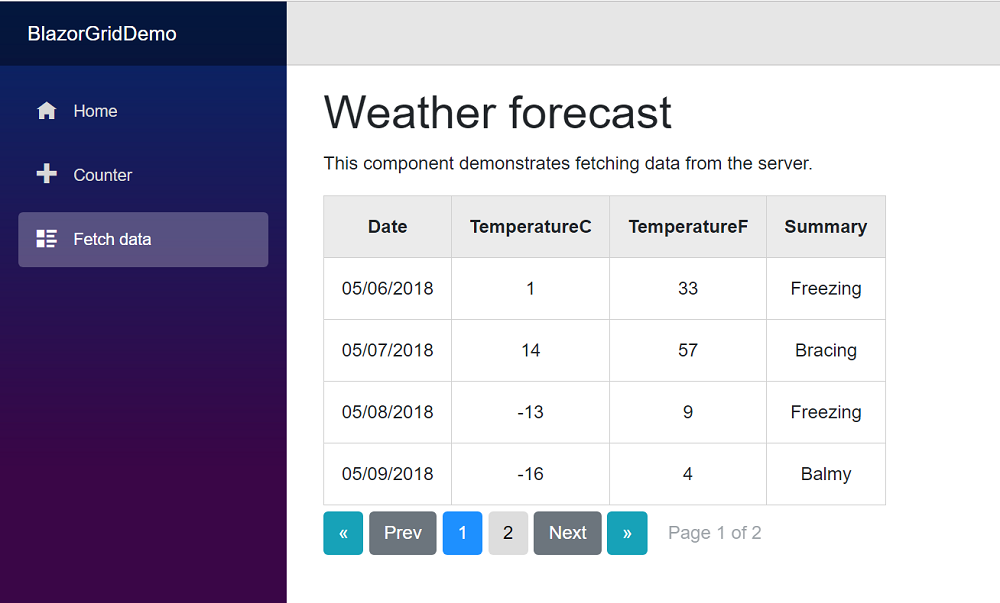 BlazorGridDemo
Home
Counter
Fetch data
Weather forecast
This component demonstrates fetching data from the server.
Date TemperatureC TemperatureF Summary
05/06/2018 1 33 Freezing
05/07/2018 14 57 Bracing
05/08/2018 -13 9 Freezing
05/09/2018 -16 4 Balmy
« Prev 1 2 Next » Page 1 of 2